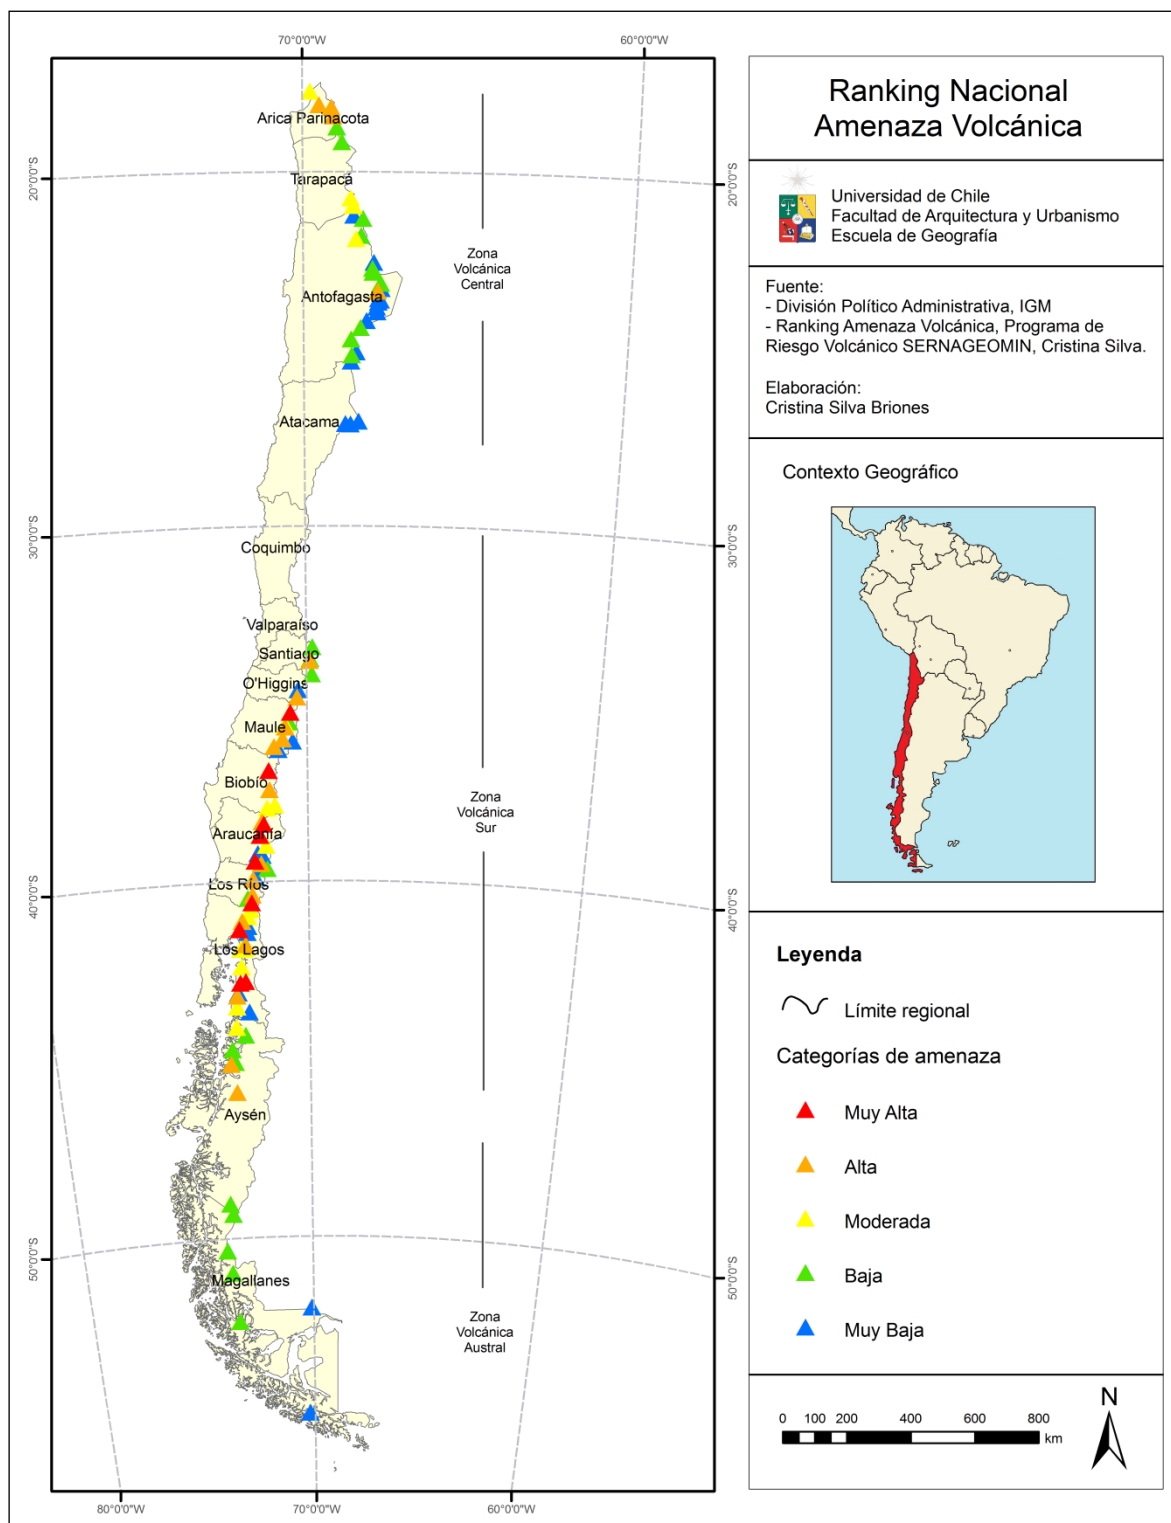 70°0'0"W
60°0'0"W
20°0'0"S
20°0'0"S
30°0'0"S
30°0'0"S
40°0'0"S
40°0'0"S
50°0'0"S
50°0'0"S
80°0'0"W
70°0'0"W
60°0'0"W
Arica Parinacota
Tarapacá
Antofagasta
Atacama
Coquimbo
Valparaíso
Santiago
O'Higgins
Maule
Biobío
Araucanía
Los Ríos
Los Lagos
Aysén
Magallanes
Zona
Volcánica
Central
Zona
Volcánica
Sur
Zona
Volcánica
Austral
Ranking Nacional
Amenaza Volcánica
Universidad de Chile
Facultad de Arquitectura y Urbanismo
Escuela de Geografía
Fuente:
- División Político Administrativa, IGM
- Ranking Amenaza Volcánica, Programa de
Riesgo Volcánico SERNAGEOMIN, Cristina Silva.
Elaboración:
Cristina Silva Briones
Contexto Geográfico
Leyenda
Límite regional
Categorías de amenaza
Muy Alta
Alta
Moderada
Baja
Muy Baja
N
0 100 200 400 600 800
km